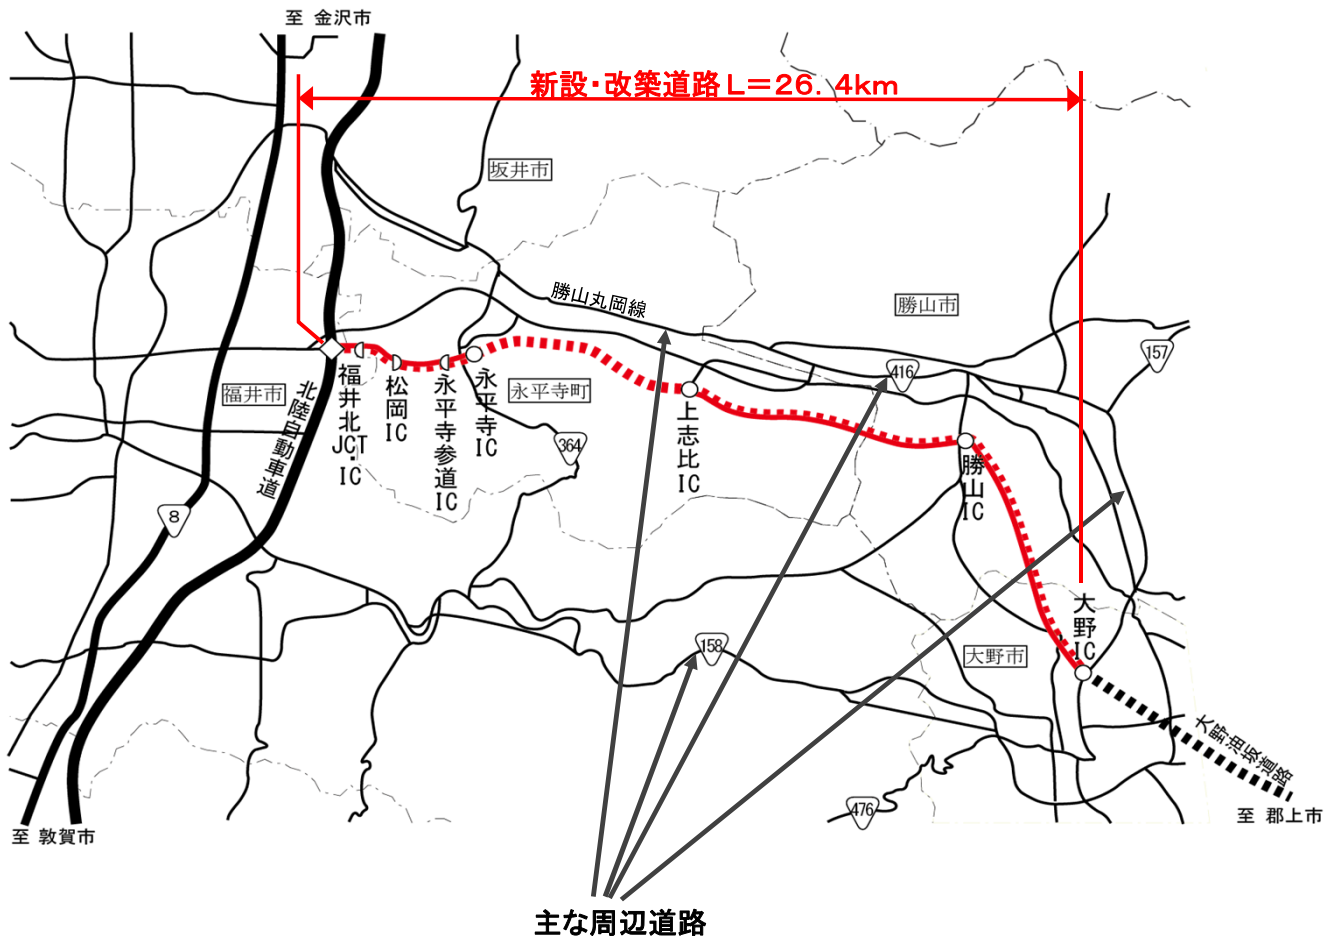 至 金沢市
新設・改築道路L=26.4km
坂井市
勝山丸岡線
勝山市
157
416
福井市
北陸自動車道
福井北JCT・IC
松岡IC
永平寺参道IC
永平寺IC
永平寺町
364
上志比IC
勝山IC
8
大野IC
158
大野市
大野油坂道路
476
至 郡上市
至 敦賀市
主な周辺道路